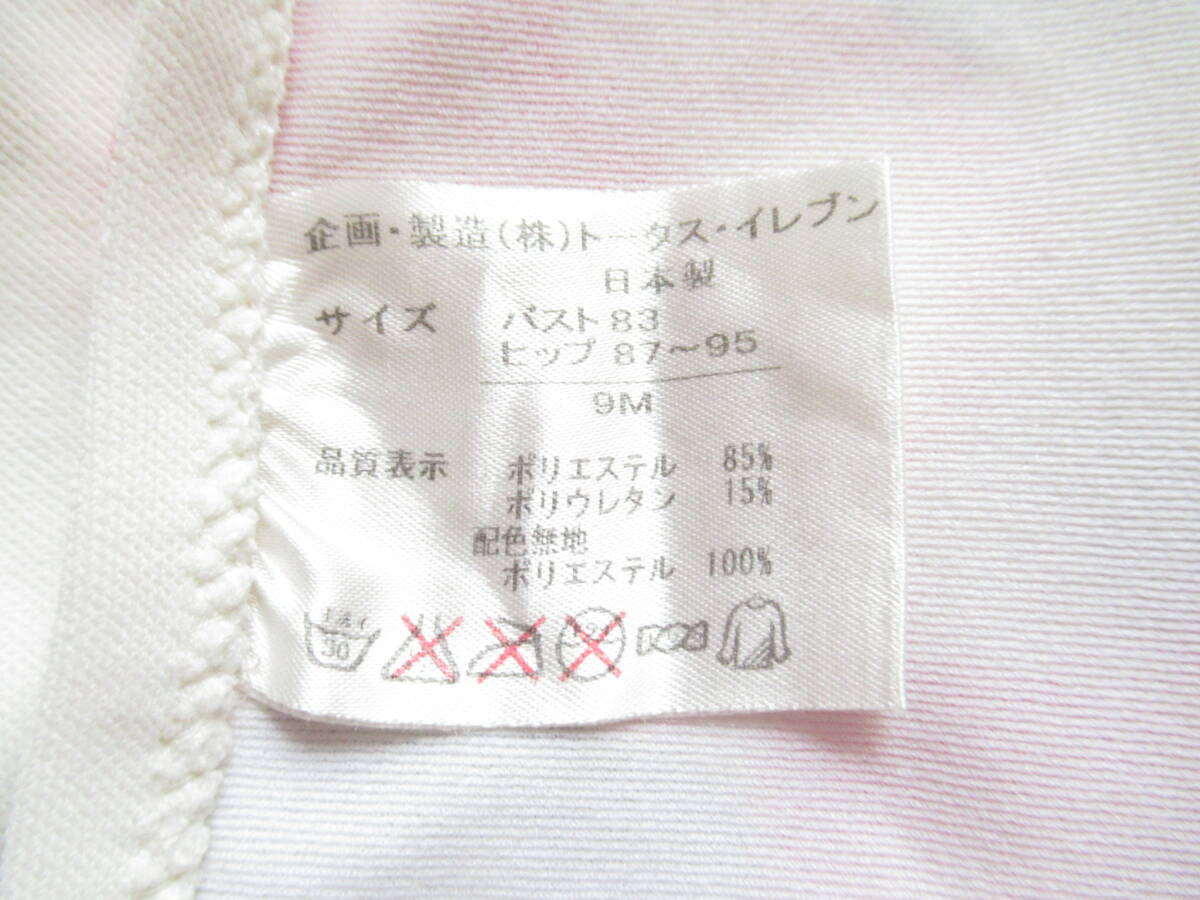 企画・製造(株)トータス・イレブン
日本製
サイズ バスト83
ヒップ 87～95
9M
品質表示 ポリエステル 85%
ポリウレタン 15%
配色無地
ポリエステル 100%